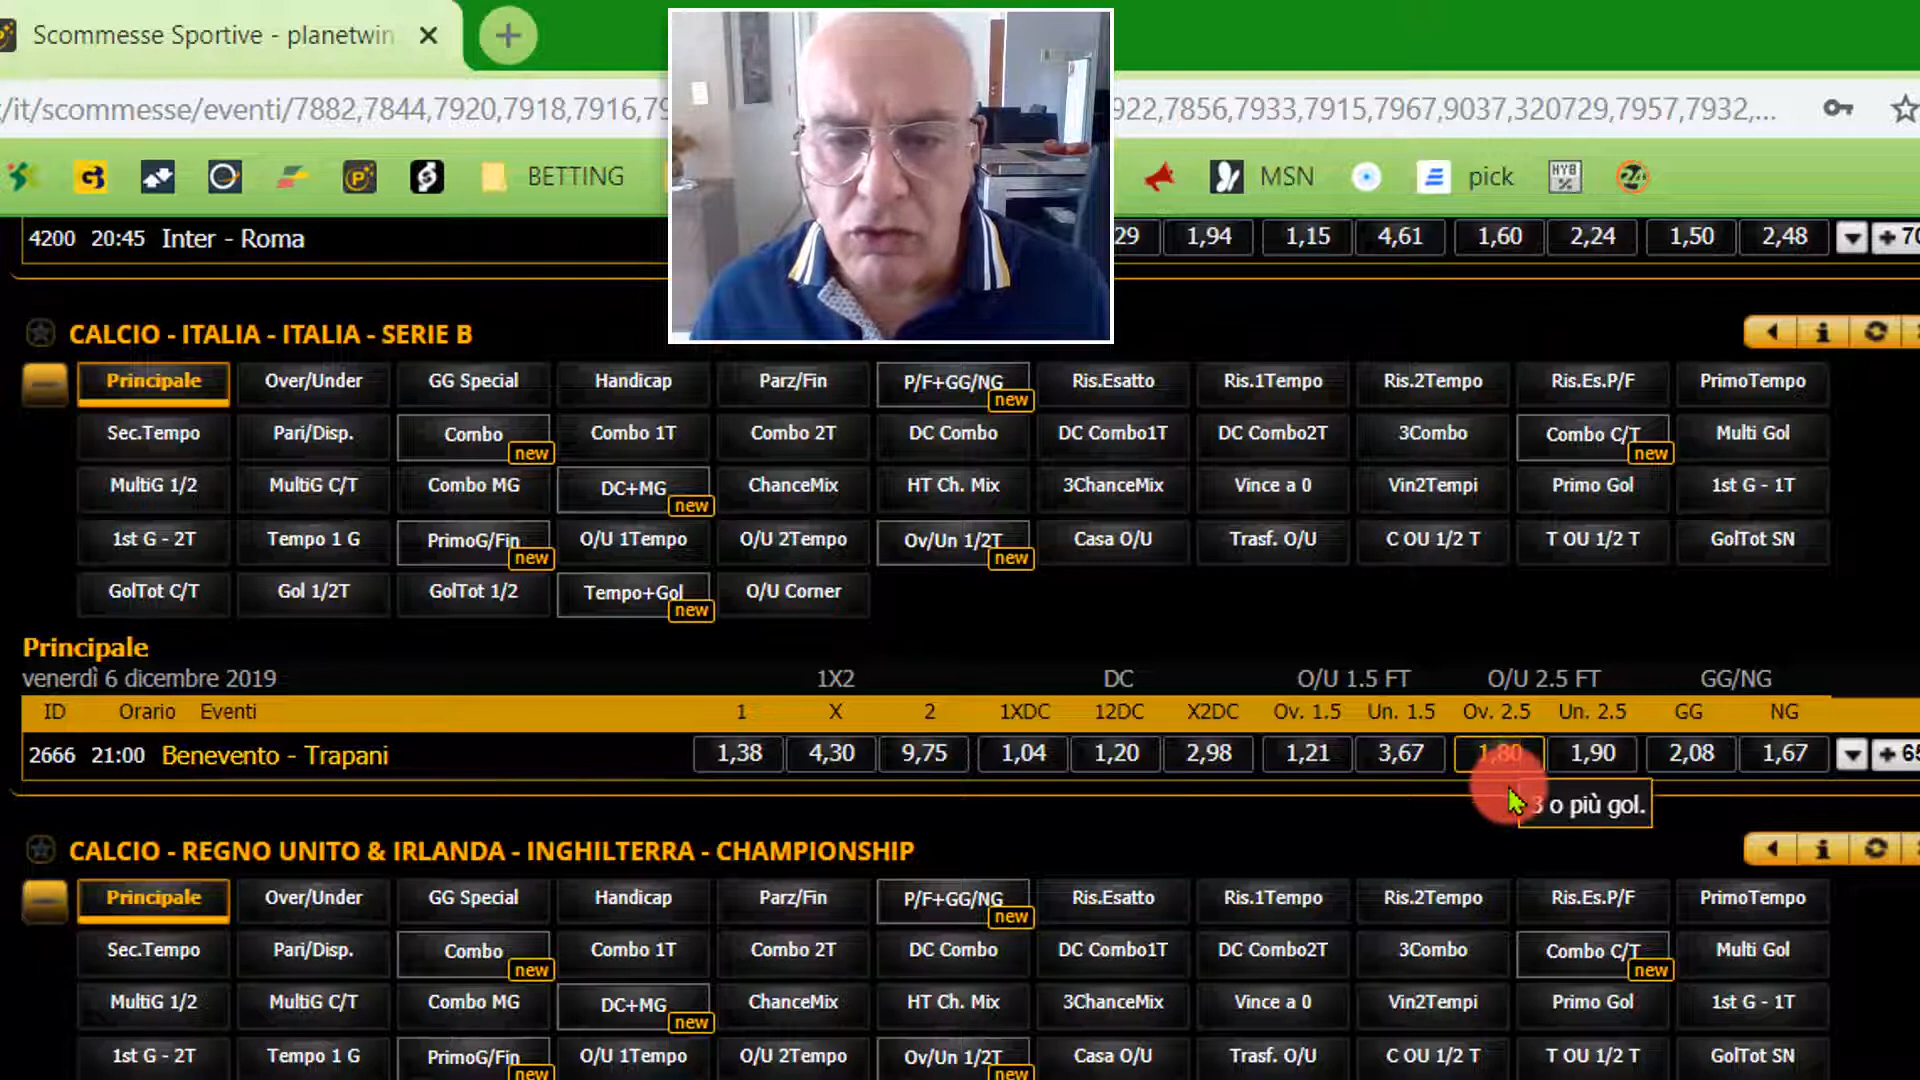 Scommesse Sportive - planetwin
/it/scommesse/eventi/7882,7844,7920,7918,7916,79
922,7856,7933,7915,7967,9037,320729,7957,7932,...
BETTING
MSN
pick
HYB
%
24
4200 20:45 Inter - Roma
29 1,94 1,15 4,61 1,60 2,24 1,50 2,48 +70
CALCIO - ITALIA - ITALIA - SERIE B
Principale Over/Under GG Special Handicap Parz/Fin P/F+GG/NG new Ris.Esatto Ris.1Tempo Ris.2Tempo Ris.Es.P/F PrimoTempo
Sec.Tempo Pari/Disp. Combo new Combo 1T Combo 2T DC Combo DC Combo1T DC Combo2T 3Combo Combo C/T new Multi Gol
MultiG 1/2 MultiG C/T Combo MG DC+MG new ChanceMix HT Ch. Mix 3ChanceMix Vince a 0 Vin2Tempi Primo Gol 1st G - 1T
1st G - 2T Tempo 1 G PrimoG/Fin new O/U 1Tempo O/U 2Tempo Ov/Un 1/2T new Casa O/U Trasf. O/U C OU 1/2 T T OU 1/2 T GolTot SN
GolTot C/T Gol 1/2T GolTot 1/2 Tempo+Gol new O/U Corner
Principale
venerdì 6 dicembre 2019 1X2 DC O/U 1.5 FT O/U 2.5 FT GG/NG
ID Orario Eventi 1 X 2 1XDC 12DC X2DC Ov. 1.5 Un. 1.5 Ov. 2.5 Un. 2.5 GG NG
2666 21:00 Benevento - Trapani 1,38 4,30 9,75 1,04 1,20 2,98 1,21 3,67 1,80 1,90 2,08 1,67 +65
3 o più gol.
CALCIO - REGNO UNITO & IRLANDA - INGHILTERRA - CHAMPIONSHIP
Principale Over/Under GG Special Handicap Parz/Fin P/F+GG/NG new Ris.Esatto Ris.1Tempo Ris.2Tempo Ris.Es.P/F PrimoTempo
Sec.Tempo Pari/Disp. Combo new Combo 1T Combo 2T DC Combo DC Combo1T DC Combo2T 3Combo Combo C/T new Multi Gol
MultiG 1/2 MultiG C/T Combo MG DC+MG new ChanceMix HT Ch. Mix 3ChanceMix Vince a 0 Vin2Tempi Primo Gol 1st G - 1T
1st G - 2T Tempo 1 G PrimoG/Fin new O/U 1Tempo O/U 2Tempo Ov/Un 1/2T new Casa O/U Trasf. O/U C OU 1/2 T T OU 1/2 T GolTot SN